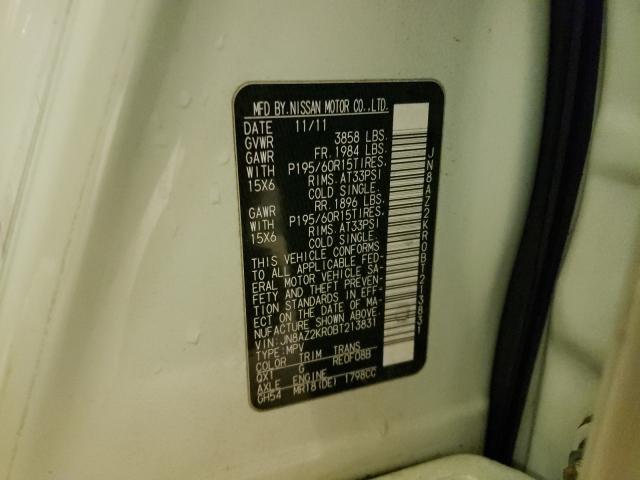 MFD BY.NISSAN MOTOR CO.,LTD.
DATE 11/11
GVWR 3858 LBS.
GAWR FR. 1984 LBS.
WITH P195/60R15TIRES.
15X6 RIMS. AT33PSI
COLD SINGLE.
GAWR RR. 1896 LBS.
WITH P195/60R15TIRES.
15X6 RIMS. AT33PSI
COLD SINGLE.
THIS VEHICLE CONFORMS
TO ALL APPLICABLE FED-
ERAL MOTOR VEHICLE SA-
FETY AND THEFT PREVEN-
TION STANDARDS IN EFF-
ECT ON THE DATE OF MA-
NUFACTURE SHOWN ABOVE.
VIN: JN8AZ2KR0BT213831
TYPE: MPV
COLOR TRIM TRANS
QX1 G RE0F08B
AXLE ENGINE
GH54 MR18(DE) 1798CC
JN8AZ2KR0BT213831